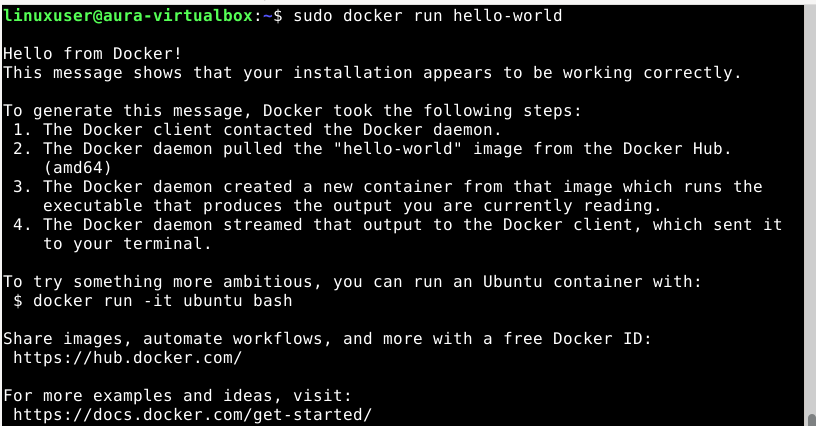 linuxuser@aura-virtualbox:~$ sudo docker run hello-world
Hello from Docker!
This message shows that your installation appears to be working correctly.
To generate this message, Docker took the following steps:
1. The Docker client contacted the Docker daemon.
2. The Docker daemon pulled the "hello-world" image from the Docker Hub.
(amd64)
3. The Docker daemon created a new container from that image which runs the
executable that produces the output you are currently reading.
4. The Docker daemon streamed that output to the Docker client, which sent it
to your terminal.
To try something more ambitious, you can run an Ubuntu container with:
$ docker run -it ubuntu bash
Share images, automate workflows, and more with a free Docker ID:
https://hub.docker.com/
For more examples and ideas, visit:
https://docs.docker.com/get-started/